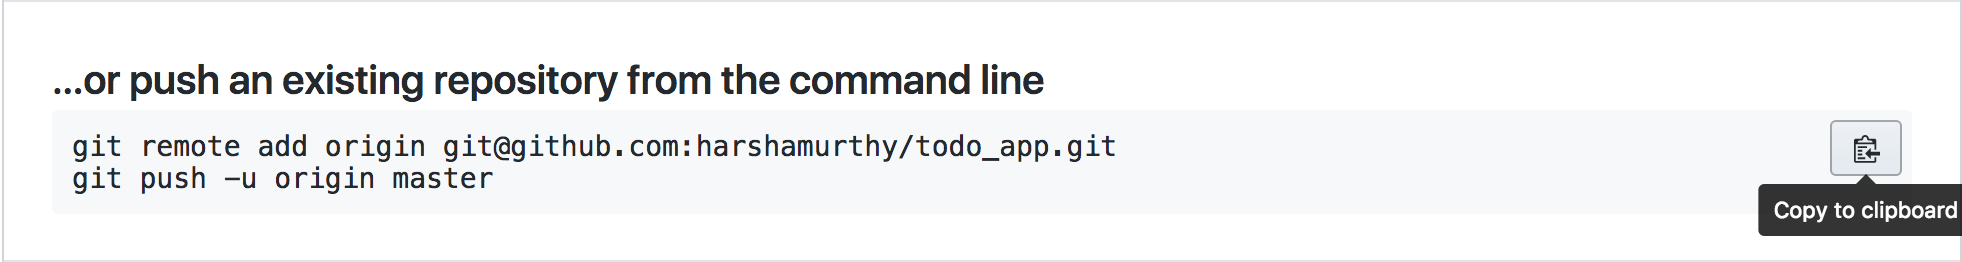 ...or push an existing repository from the command line
git remote add origin git@github.com:harshamurthy/todo_app.git
git push -u origin master
Copy to clipboard